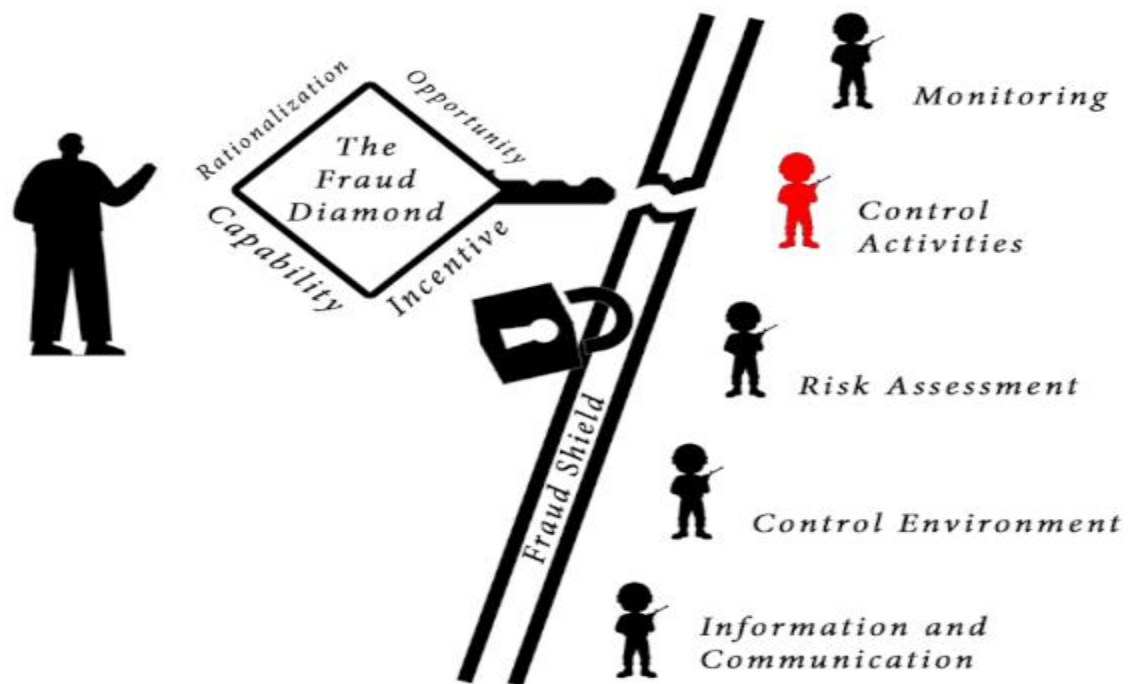 Rationalization
Opportunity
The
Fraud
Diamond
Capability
Incentive
Fraud Shield
Monitoring
Control
Activities
Risk Assessment
Control Environment
Information and
Communication